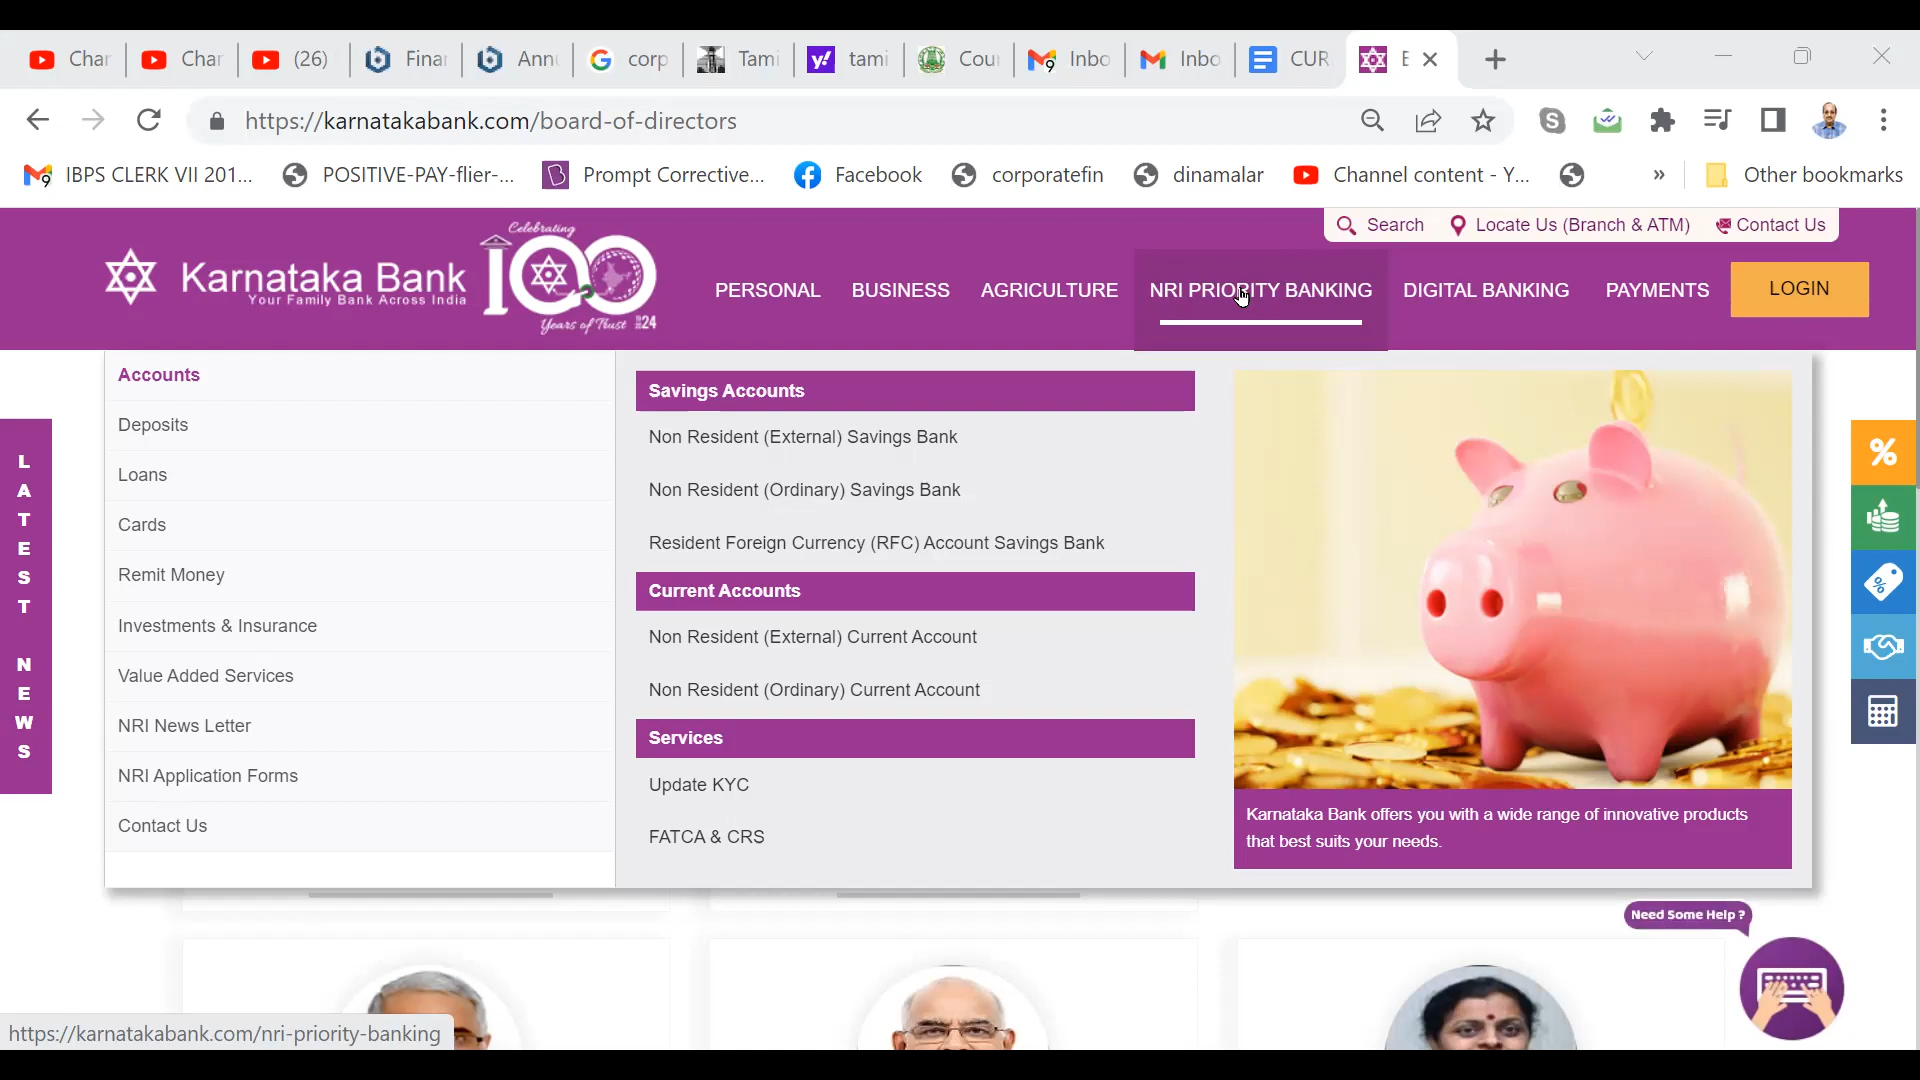 Char
Char
(26)
Finar
Annu
corp
Tami
tami
Cour
Inbo
Inbo
CUR
https://karnatakabank.com/board-of-directors
IBPS CLERK VII 201...
POSITIVE-PAY-flier-...
Prompt Corrective...
Facebook
corporatefin
dinamalar
Channel content - Y...
»
Other bookmarks
Search
Locate Us (Branch & ATM)
Contact Us
Karnataka Bank
Your Family Bank Across India
Celebrating
100
Years of Trust
24
PERSONAL
BUSINESS
AGRICULTURE
NRI PRIORITY BANKING
DIGITAL BANKING
PAYMENTS
LOGIN
LATEST NEWS
Accounts
Deposits
Loans
Cards
Remit Money
Investments & Insurance
Value Added Services
NRI News Letter
NRI Application Forms
Contact Us
Savings Accounts
Non Resident (External) Savings Bank
Non Resident (Ordinary) Savings Bank
Resident Foreign Currency (RFC) Account Savings Bank
Current Accounts
Non Resident (External) Current Account
Non Resident (Ordinary) Current Account
Services
Update KYC
FATCA & CRS
Karnataka Bank offers you with a wide range of innovative products
that best suits your needs.
Need Some Help ?
https://karnatakabank.com/nri-priority-banking